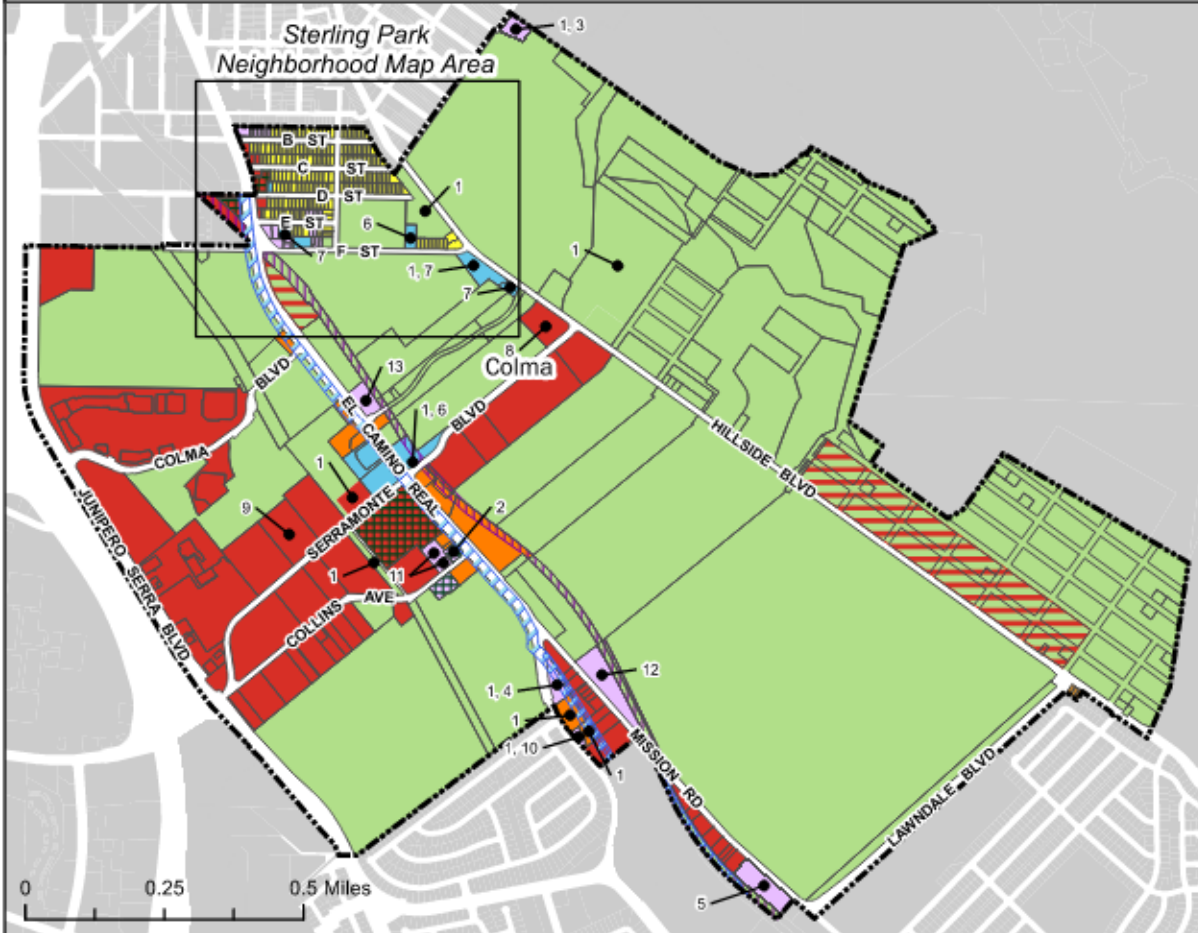 Sterling Park
Neighborhood Map Area
1, 3
B ST
C ST
D ST
E ST
F ST
1
6
7
1, 7
7
1
8
Colma
13
1, 6
BLVD
EL CAMINO REAL
BLVD
COLMA
HILLSIDE BLVD
1
9
SERRAMONTE
2
1
11
JUNIPERO SERRA BLVD
COLLINS AVE
12
1, 4
1
1, 10
1
MISSION RD
LAWNDALE BLVD
5
0 0.25 0.5 Miles